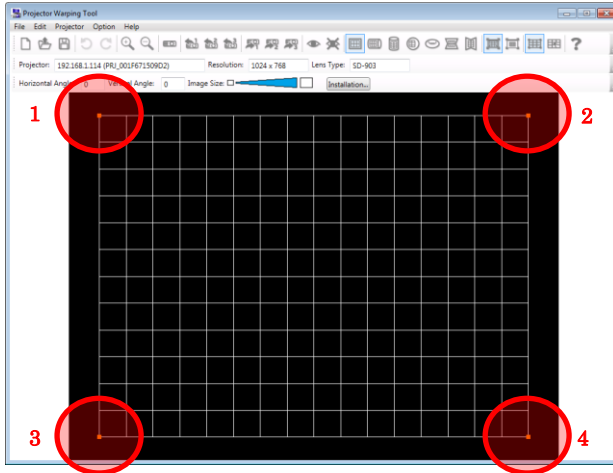 Projector Warping Tool
File Edit Projector Option Help
Projector: 192.168.1.114 (PRJ_001F671509D2) Resolution: 1024 x 768 Lens Type: SD-903
Horizontal Angle: 0 Vertical Angle: 0 Image Size: Installation...
1
2
3
4